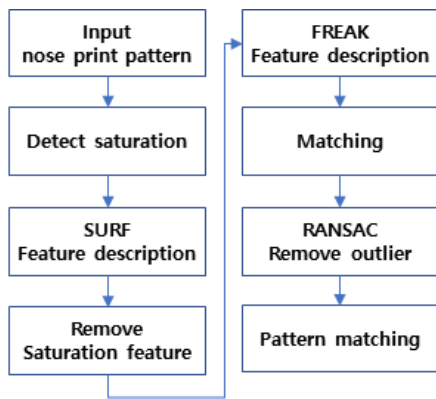 Input
nose print pattern
Detect saturation
SURF
Feature description
Remove
Saturation feature
FREAK
Feature description
Matching
RANSAC
Remove outlier
Pattern matching